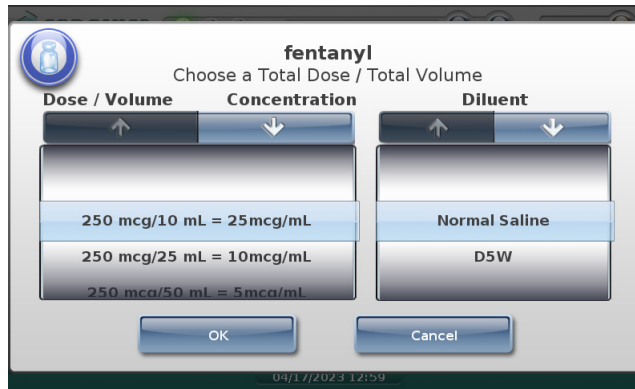 fentanyl
Choose a Total Dose / Total Volume
Dose / Volume Concentration Diluent
250 mcg/10 mL = 25mcg/mL Normal Saline
250 mcg/25 mL = 10mcg/mL D5W
250 mcg/50 mL = 5mcg/mL
OK Cancel
04/17/2023 12:59